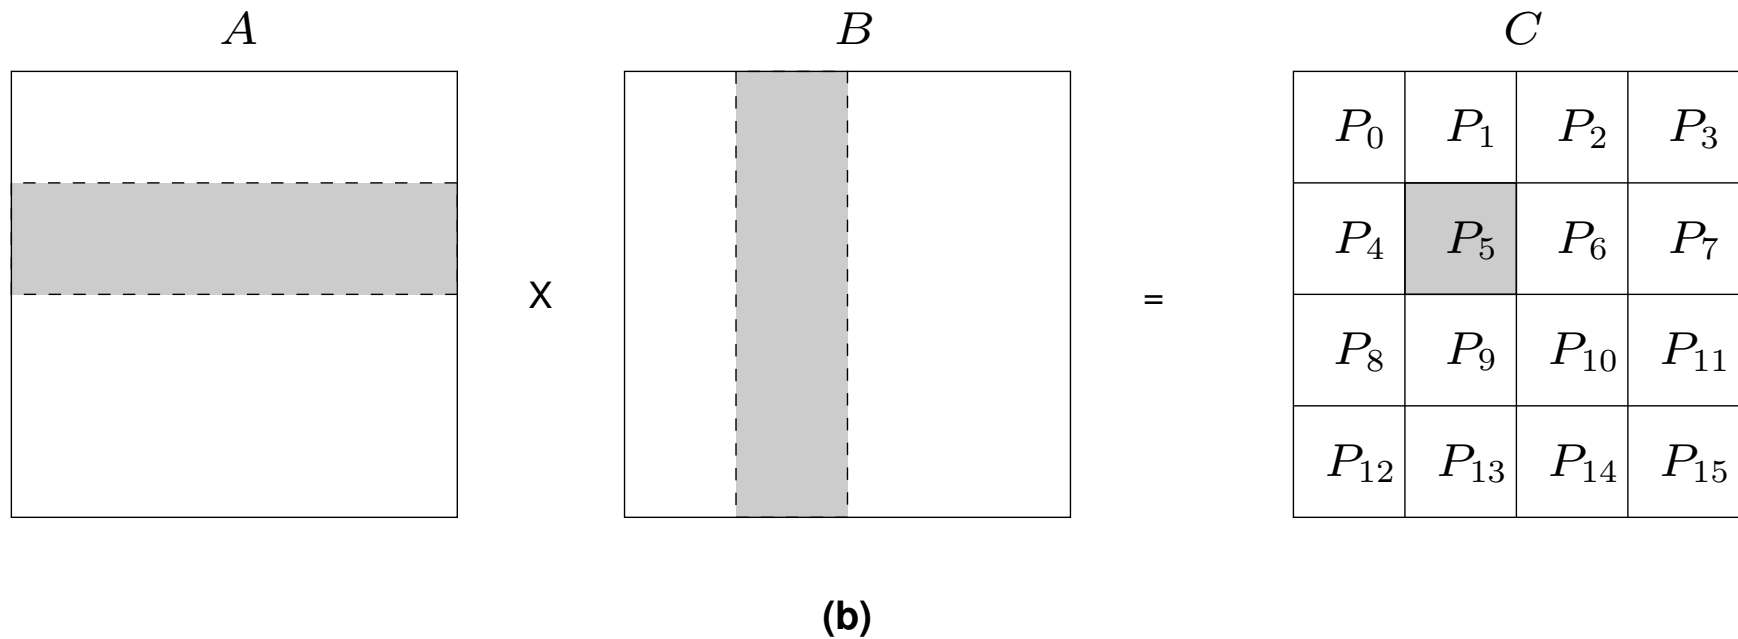 A B C
P₀ P₁ P₂ P₃
P₄ P₅ P₆ P₇
X =
P₈ P₉ P₁₀ P₁₁
P₁₂ P₁₃ P₁₄ P₁₅
(b)